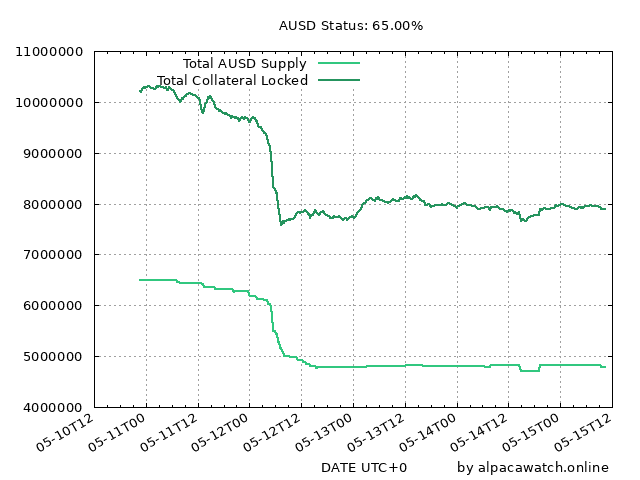 AUSD Status: 65.00%
11000000
10000000
9000000
8000000
7000000
6000000
5000000
4000000
Total AUSD Supply
Total Collateral Locked
05-10T12
05-11T00
05-11T12
05-12T00
05-12T12
05-13T00
05-13T12
05-14T00
05-14T12
05-15T00
05-15T12
DATE UTC+0
by alpacawatch.online